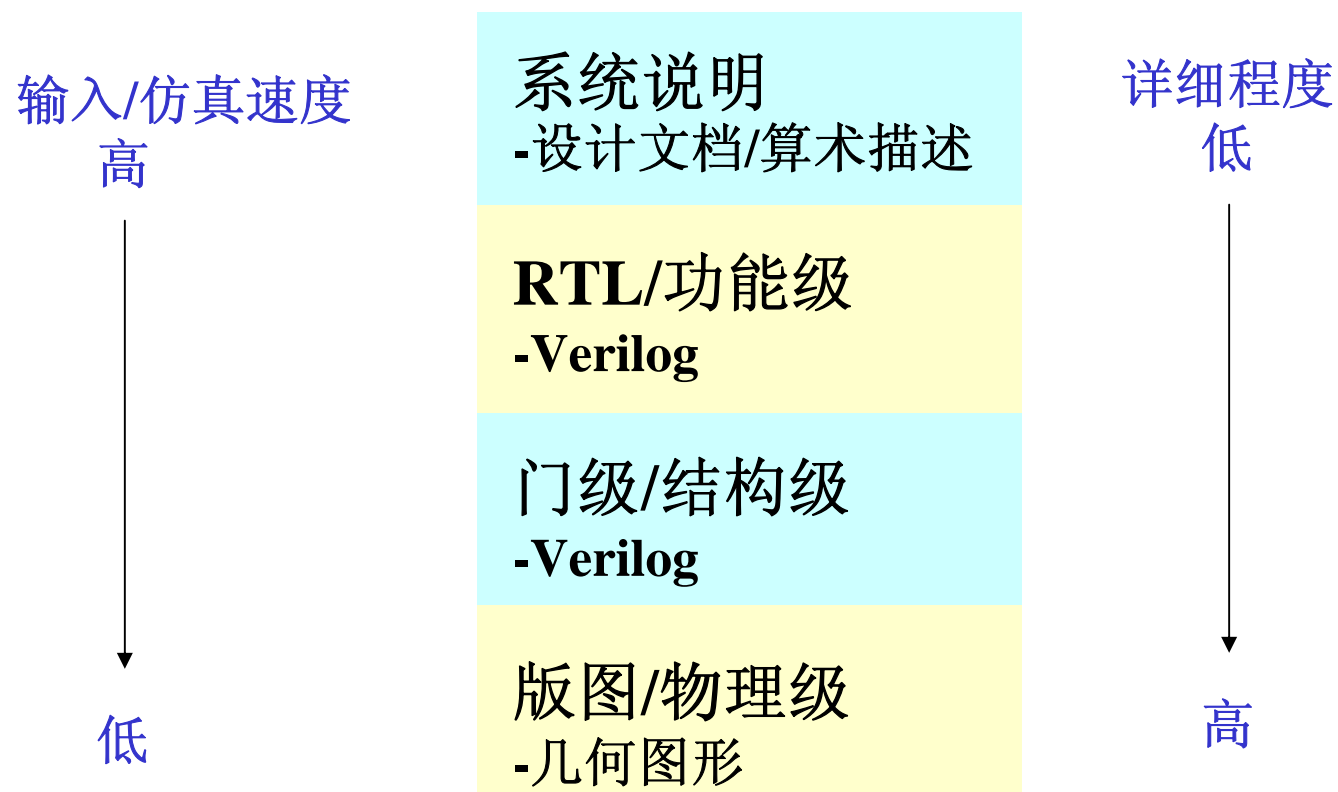 输入/仿真速度
高
低
系统说明
-设计文档/算术描述
RTL/功能级
-Verilog
门级/结构级
-Verilog
版图/物理级
-几何图形
详细程度
低
高